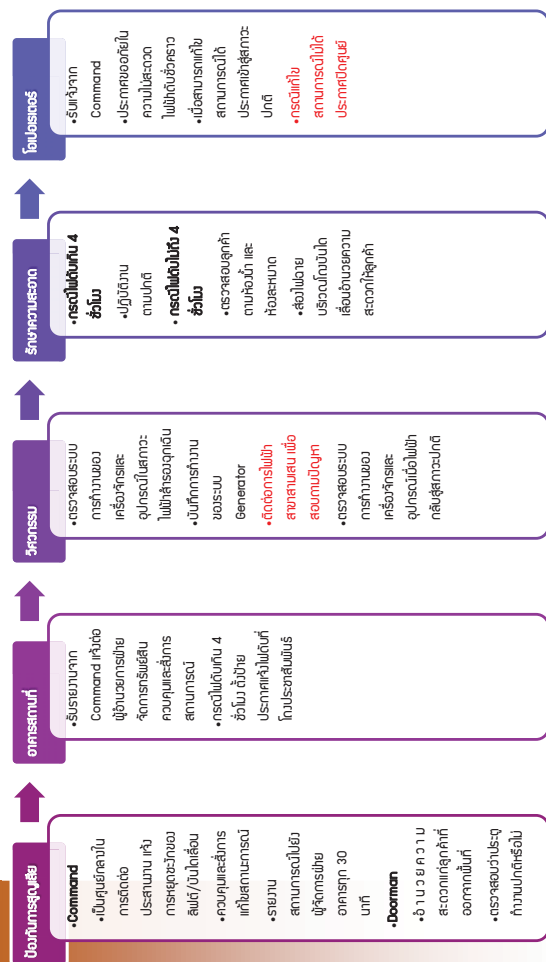 ป้องกันการสูญเสีย
•Command
•เป็นศูนย์กลางใน
การติดต่อ
ประสานงาน แจ้ง
การหยุดชะงักของ
ลิฟต์/บันไดเลื่อน
•ควบคุมและสั่งการ
แก้ไขสถานะการณ์
•รายงาน
สถานการณ์ไปยัง
ผู้จัดการฝ่าย
อาคารทุก 30
นาที
•Doorman
•อำนวยความ
สะดวกแก่ลูกค้าที่
ออกจากพื้นที่
•ตรวจสอบว่าประตู
ทำงานปกติหรือไม่
อาคารสถานที่
•รับรายงานจาก
Command แจ้งต่อ
ผู้อำนวยการฝ่าย
จัดการทรัพย์สิน
ควบคุมและสั่งการ
สถานการณ์
•กรณีไฟดับเกิน 4
ชั่วโมง ตั้งป้าย
ประกาศแจ้งไฟดับที่
โถงประชาสัมพันธ์
วิศวกรรม
•ตรวจสอบระบบ
การทำงานของ
เครื่องจักรและ
อุปกรณ์ในสภาวะ
ไฟฟ้าสำรองฉุกเฉิน
•บันทึกการทำงาน
ของระบบ
Generator
•ติดต่อการไฟฟ้า
สาขาสามเสน เพื่อ
สอบถามปัญหา
•ตรวจสอบระบบ
การทำงานของ
เครื่องจักรและ
อุปกรณ์เมื่อไฟฟ้า
กลับสู่สภาวะปกติ
รักษาความสะอาด
•กรณีไฟดับเกิน 4
ชั่วโมง
•ปฏิบัติงาน
ตามปกติ
• กรณีไฟดับไม่ถึง 4
ชั่วโมง
•ตรวจสอบลูกค้า
ตามห้องน้ำ และ
ห้องละหมาด
•ส่องไฟฉาย
บริเวณโถงบันได
เลื่อนอำนวยความ
สะดวกให้ลูกค้า
โอเปอเรเตอร์
•รับแจ้งจาก
Command
•ประกาศขออภัยใน
ความไม่สะดวก
ไฟฟ้าดับชั่วคราว
•เมื่อสามารถแก้ไข
สถานการณ์ได้
ประกาศเข้าสู่สภาวะ
ปกติ
•กรณีแก้ไข
สถานการณ์ไม่ได้
ประกาศปิดศูนย์